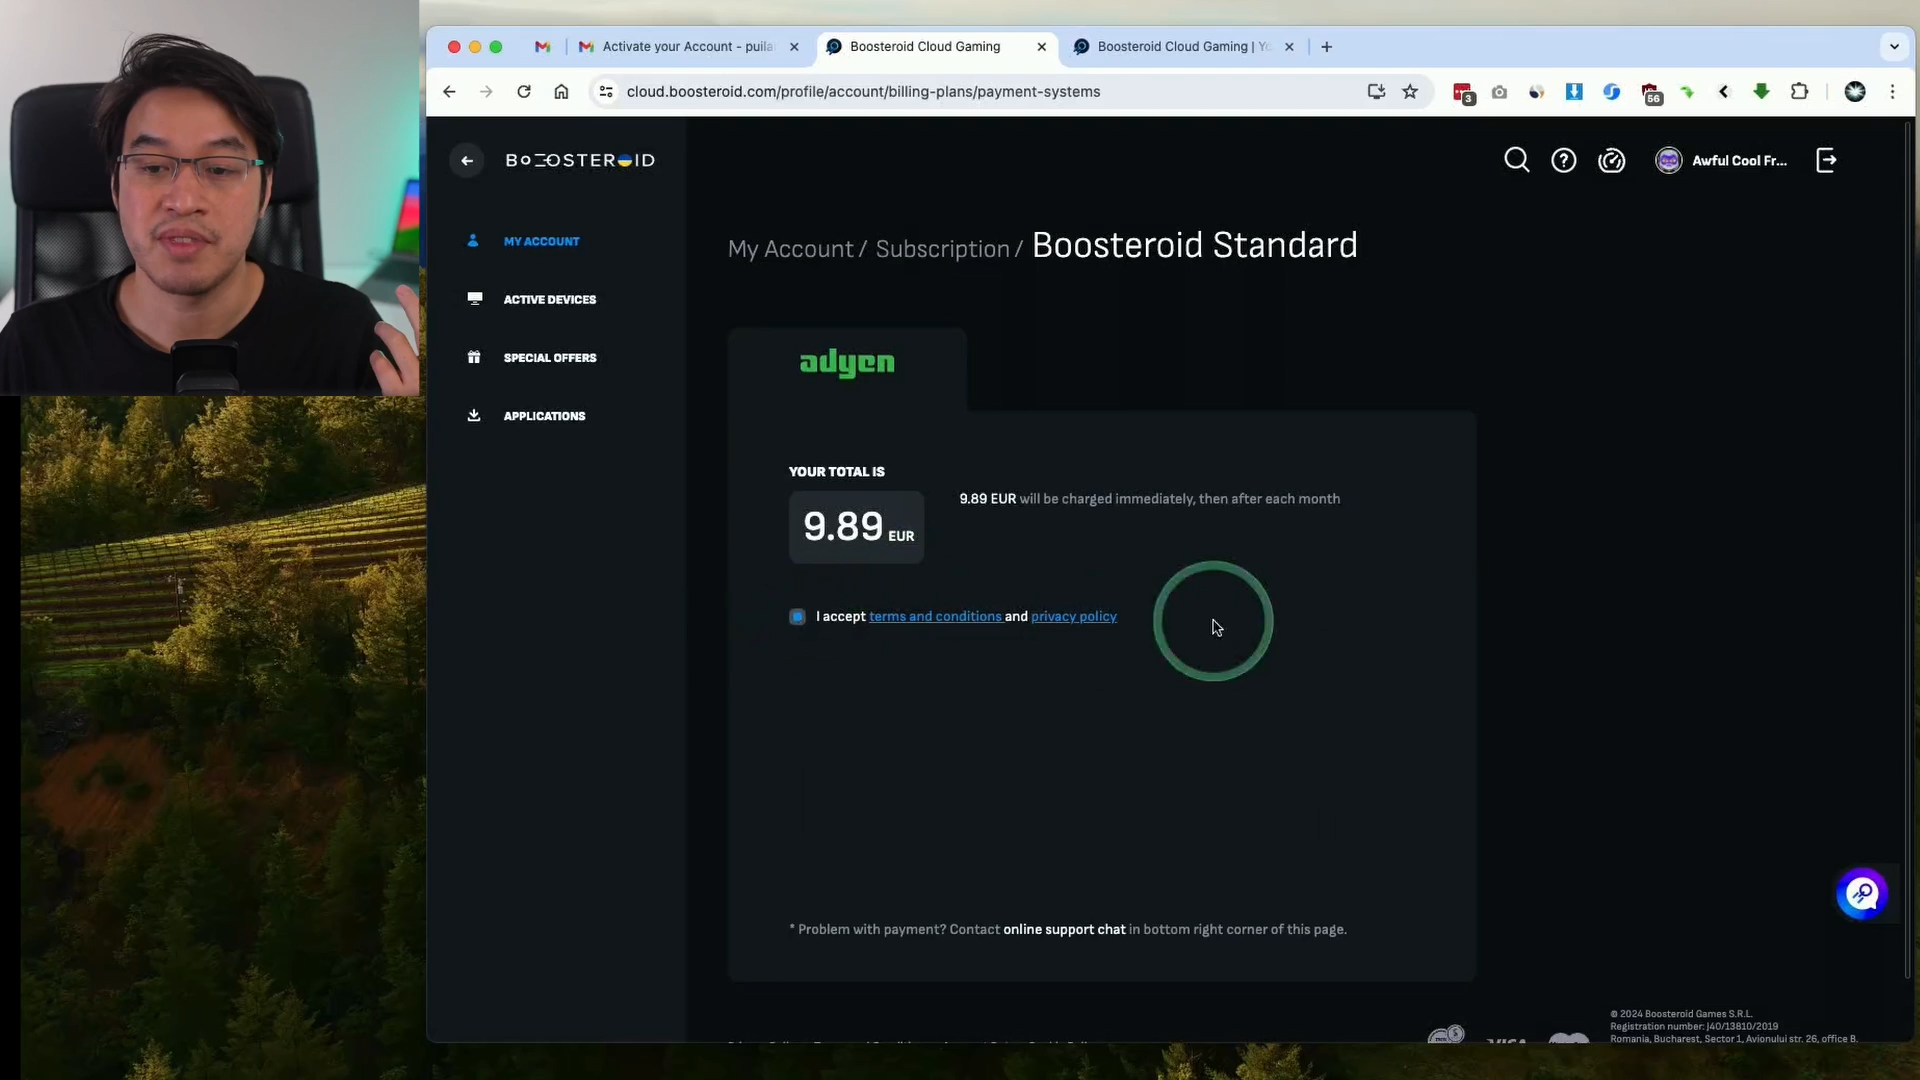 Activate your Account - puila
Boosteroid Cloud Gaming
Boosteroid Cloud Gaming | Yo
cloud.boosteroid.com/profile/account/billing-plans/payment-systems
3
56
BOOSTEROID
Awful Cool Fr...
MY ACCOUNT
ACTIVE DEVICES
SPECIAL OFFERS
APPLICATIONS
My Account / Subscription / Boosteroid Standard
adyen
YOUR TOTAL IS
9.89 EUR
9.89 EUR will be charged immediately, then after each month
I accept terms and conditions and privacy policy
* Problem with payment? Contact online support chat in bottom right corner of this page.
© 2024 Boosteroid Games S.R.L.
Registration number: J40/13810/2019
Romania, Bucharest, Sector 1, Avionului str. 26, office B.
VISA